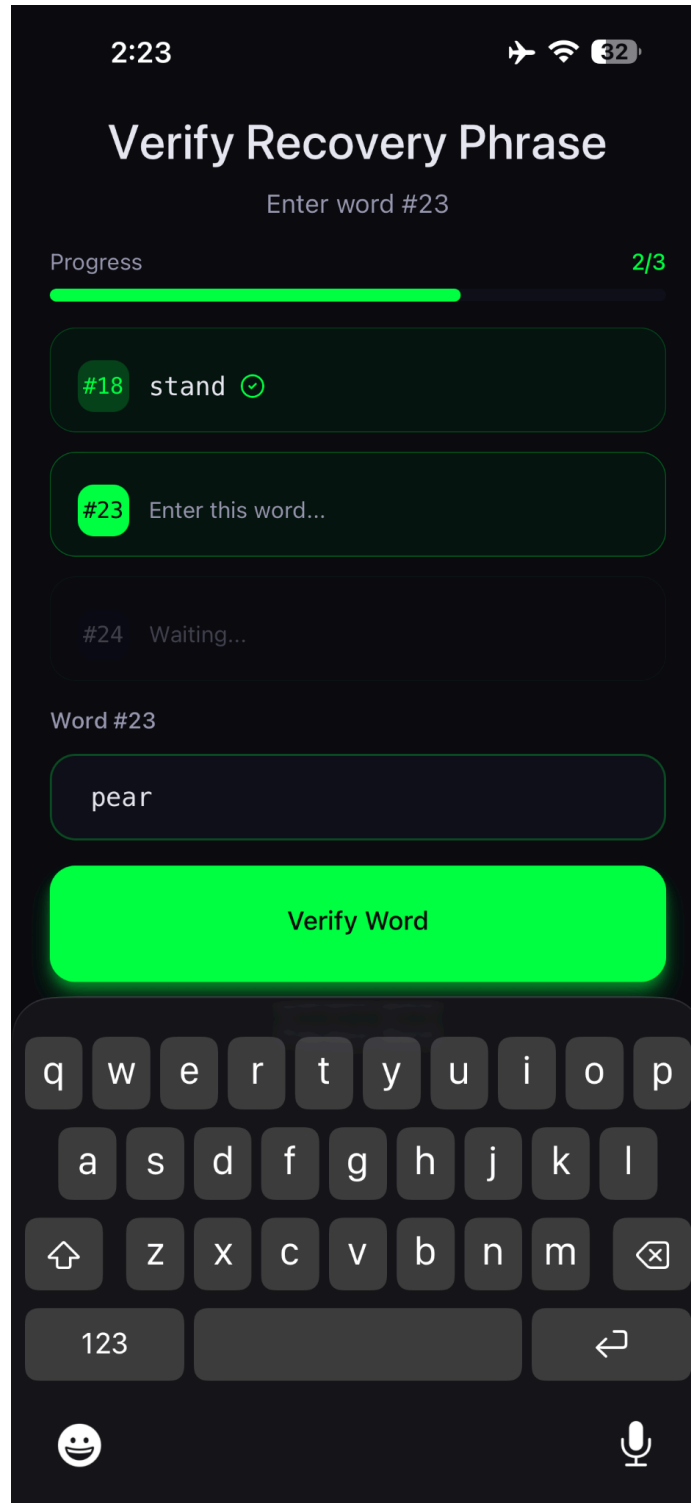 2:23 32
Verify Recovery Phrase
Enter word #23
Progress 2/3
#18 stand
#23 Enter this word...
#24 Waiting...
Word #23
pear
Verify Word
q w e r t y u i o p
a s d f g h j k l
z x c v b n m
123